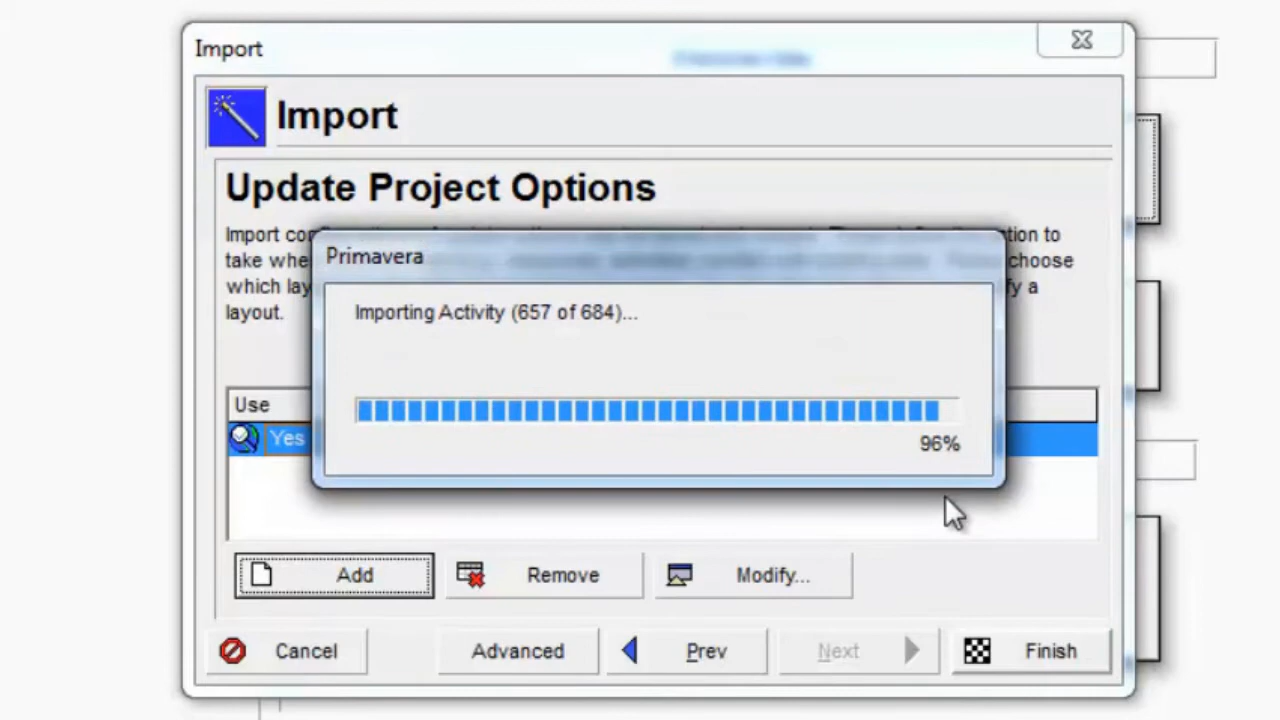 Import
Import
Update Project Options
Import tion to
take whe choose
which lay fy a
layout.
Primavera
Importing Activity (657 of 684)...
96%
Use
Yes
Add Remove Modify...
Cancel Advanced Prev Next Finish